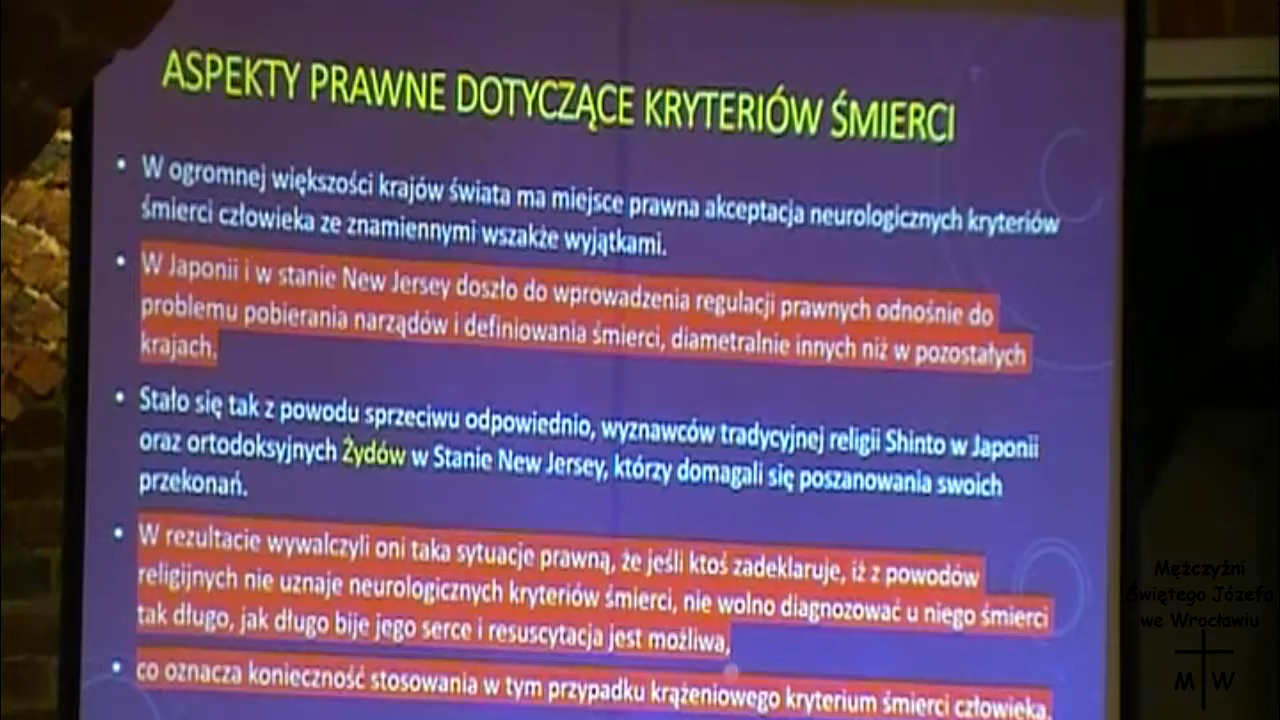 ASPEKTY PRAWNE DOTYCZĄCE KRYTERIÓW ŚMIERCI
• W ogromnej większości krajów świata ma miejsce prawna akceptacja neurologicznych kryteriów
śmierci człowieka ze znamiennymi wszakże wyjątkami.
• W Japonii i w stanie New Jersey doszło do wprowadzenia regulacji prawnych odnośnie do
problemu pobierania narządów i definiowania śmierci, diametralnie innych niż w pozostałych
krajach.
• Stało się tak z powodu sprzeciwu odpowiednio, wyznawców tradycyjnej religii Shinto w Japonii
oraz ortodoksyjnych Żydów w Stanie New Jersey, którzy domagali się poszanowania swoich
przekonań.
• W rezultacie wywalczyli oni taka sytuacje prawną, że jeśli ktoś zadeklaruje, iż z powodów
religijnych nie uznaje neurologicznych kryteriów śmierci, nie wolno diagnozować u niego śmierci
tak długo, jak długo bije jego serce i resuscytacja jest możliwa,
• co oznacza konieczność stosowania w tym przypadku krążeniowego kryterium śmierci człowieka.
Mężczyźni
Świętego Józefa
we Wrocławiu
M W